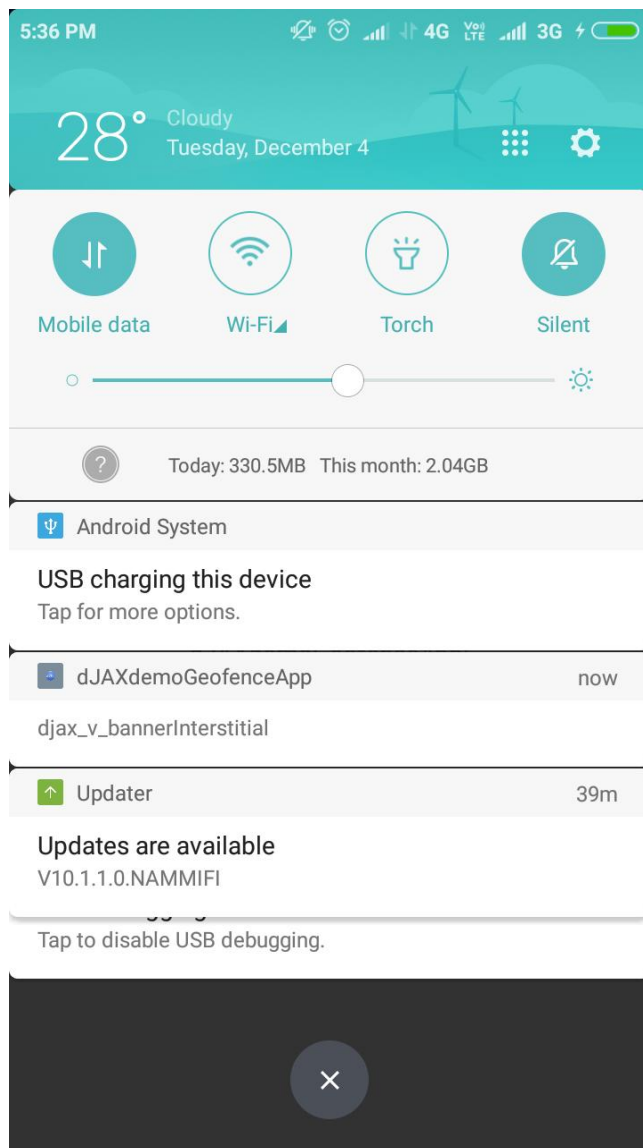 5:36 PM 4G Vo)) LTE 3G
28° Cloudy
Tuesday, December 4
Mobile data Wi-Fi Torch Silent
? Today: 330.5MB This month: 2.04GB
Android System
USB charging this device
Tap for more options.
dJAXdemoGeofenceApp now
djax_v_bannerInterstitial
Updater 39m
Updates are available
V10.1.1.0.NAMMIFI
Tap to disable USB debugging.